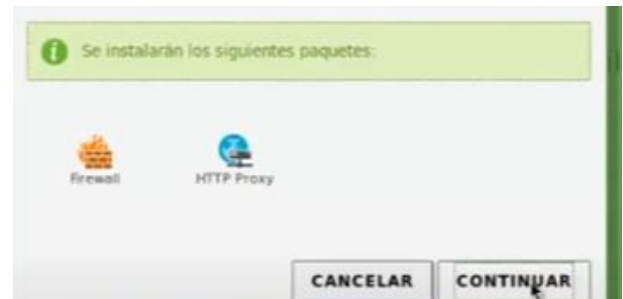 Se instalarán los siguientes paquetes:
Firewall
HTTP Proxy
CANCELAR
CONTINUAR